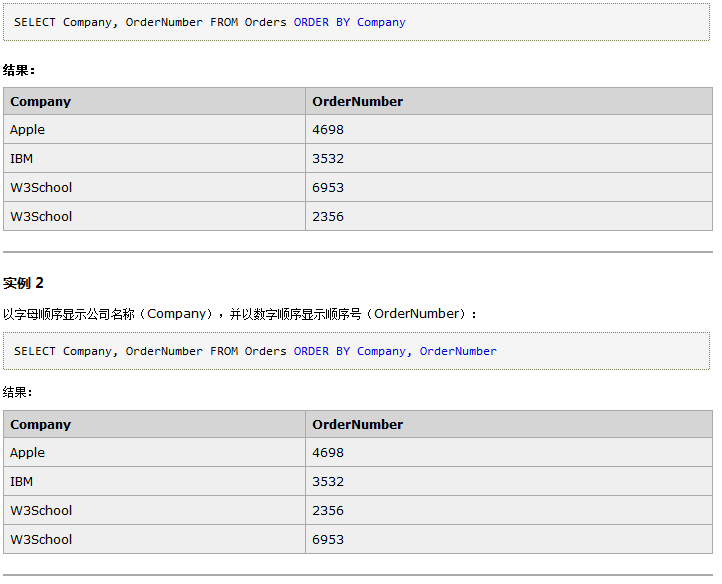 SELECT Company, OrderNumber FROM Orders ORDER BY Company
结果：
Company OrderNumber
Apple 4698
IBM 3532
W3School 6953
W3School 2356
实例 2
以字母顺序显示公司名称（Company），并以数字顺序显示顺序号（OrderNumber）：
SELECT Company, OrderNumber FROM Orders ORDER BY Company, OrderNumber
结果：
Company OrderNumber
Apple 4698
IBM 3532
W3School 2356
W3School 6953